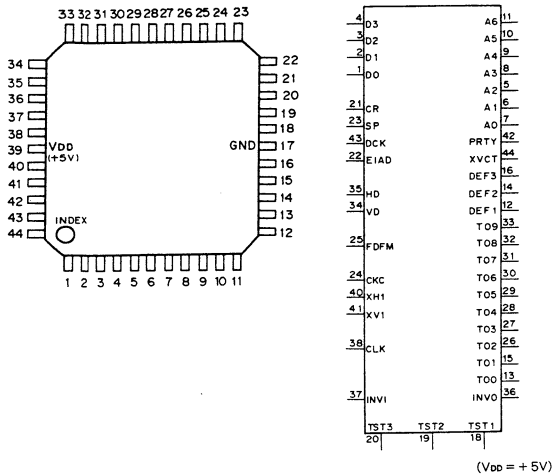 33 32 31 30 29 28 27 26 25 24 23
34
35
36
37
38
39
40
41
42
43
44
VDD
(+5V)
GND
INDEX
22
21
20
19
18
17
16
15
14
13
12
1 2 3 4 5 6 7 8 9 10 11
4 D3
3 D2
2 D1
1 D0
21 CR
23 SP
43 DCK
22 EIAD
35 HD
34 VD
25 FDFM
24 CKC
40 XH1
41 XV1
38 CLK
37 INVI
A6 11
A5 10
A4 9
A3 8
A2 5
A1 6
A0 7
PRTY 42
XVCT 44
DEF3 16
DEF2 14
DEF1 12
TO9 33
TO8 32
TO7 31
TO6 30
TO5 29
TO4 28
TO3 27
TO2 26
TO1 15
TO0 13
INVO 36
TST3 TST2 TST1
20 19 18
(VDD = +5V)